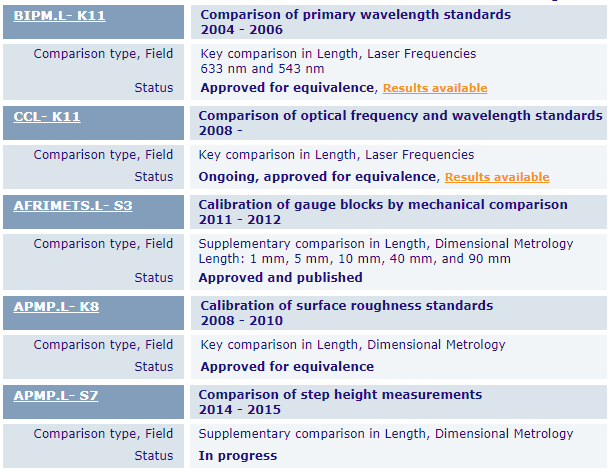 BIPM.L- K11 Comparison of primary wavelength standards
2004 - 2006
Comparison type, Field Key comparison in Length, Laser Frequencies
633 nm and 543 nm
Status Approved for equivalence, Results available
CCL- K11 Comparison of optical frequency and wavelength standards
2008 -
Comparison type, Field Key comparison in Length, Laser Frequencies
Status Ongoing, approved for equivalence, Results available
AFRIMETS.L- S3 Calibration of gauge blocks by mechanical comparison
2011 - 2012
Comparison type, Field Supplementary comparison in Length, Dimensional Metrology
Length: 1 mm, 5 mm, 10 mm, 40 mm, and 90 mm
Status Approved and published
APMP.L- K8 Calibration of surface roughness standards
2008 - 2010
Comparison type, Field Key comparison in Length, Dimensional Metrology
Status Approved for equivalence
APMP.L- S7 Comparison of step height measurements
2014 - 2015
Comparison type, Field Supplementary comparison in Length, Dimensional Metrology
Status In progress